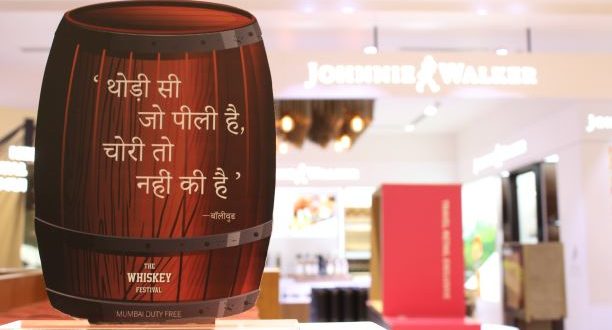 ‘ थोड़ी सी
जो पीली है,
चोरी तो
नहीं की है ’
—बॉलीवुड
THE
WHISKEY
FESTIVAL
MUMBAI DUTY FREE
JOHNNIE WALKER